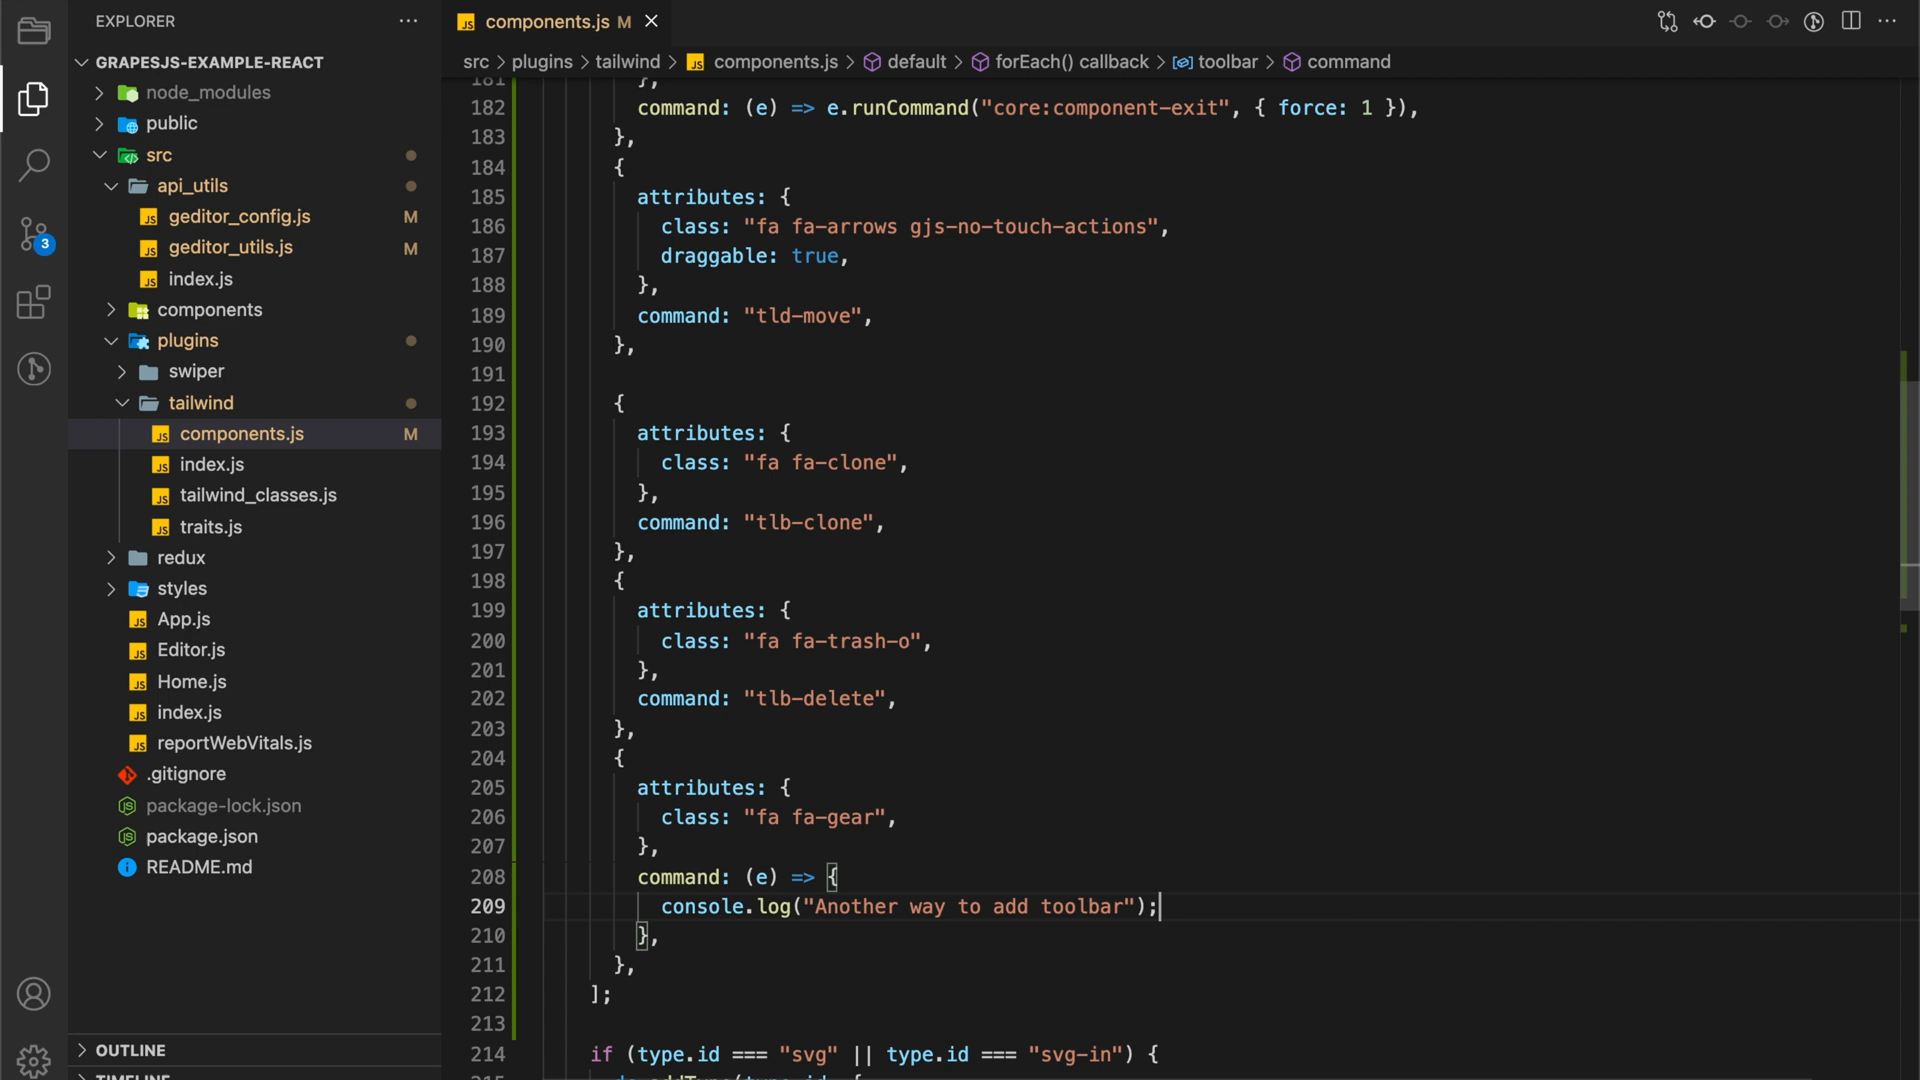 EXPLORER
GRAPESJS-EXAMPLE-REACT
node_modules
public
src
api_utils
geditor_config.js M
geditor_utils.js M
index.js
components
plugins
swiper
tailwind
components.js M
index.js
tailwind_classes.js
traits.js
redux
styles
App.js
Editor.js
Home.js
index.js
reportWebVitals.js
.gitignore
package-lock.json
package.json
README.md
OUTLINE
TIMELINE
3
components.js M
src > plugins > tailwind > components.js > default > forEach() callback > toolbar > command
181 },
182 command: (e) => e.runCommand("core:component-exit", { force: 1 }),
183 },
184 {
185 attributes: {
186 class: "fa fa-arrows gjs-no-touch-actions",
187 draggable: true,
188 },
189 command: "tld-move",
190 },
191
192 {
193 attributes: {
194 class: "fa fa-clone",
195 },
196 command: "tlb-clone",
197 },
198 {
199 attributes: {
200 class: "fa fa-trash-o",
201 },
202 command: "tlb-delete",
203 },
204 {
205 attributes: {
206 class: "fa fa-gear",
207 },
208 command: (e) => {
209 console.log("Another way to add toolbar");
210 },
211 },
212 ];
213
214 if (type.id === "svg" || type.id === "svg-in") {